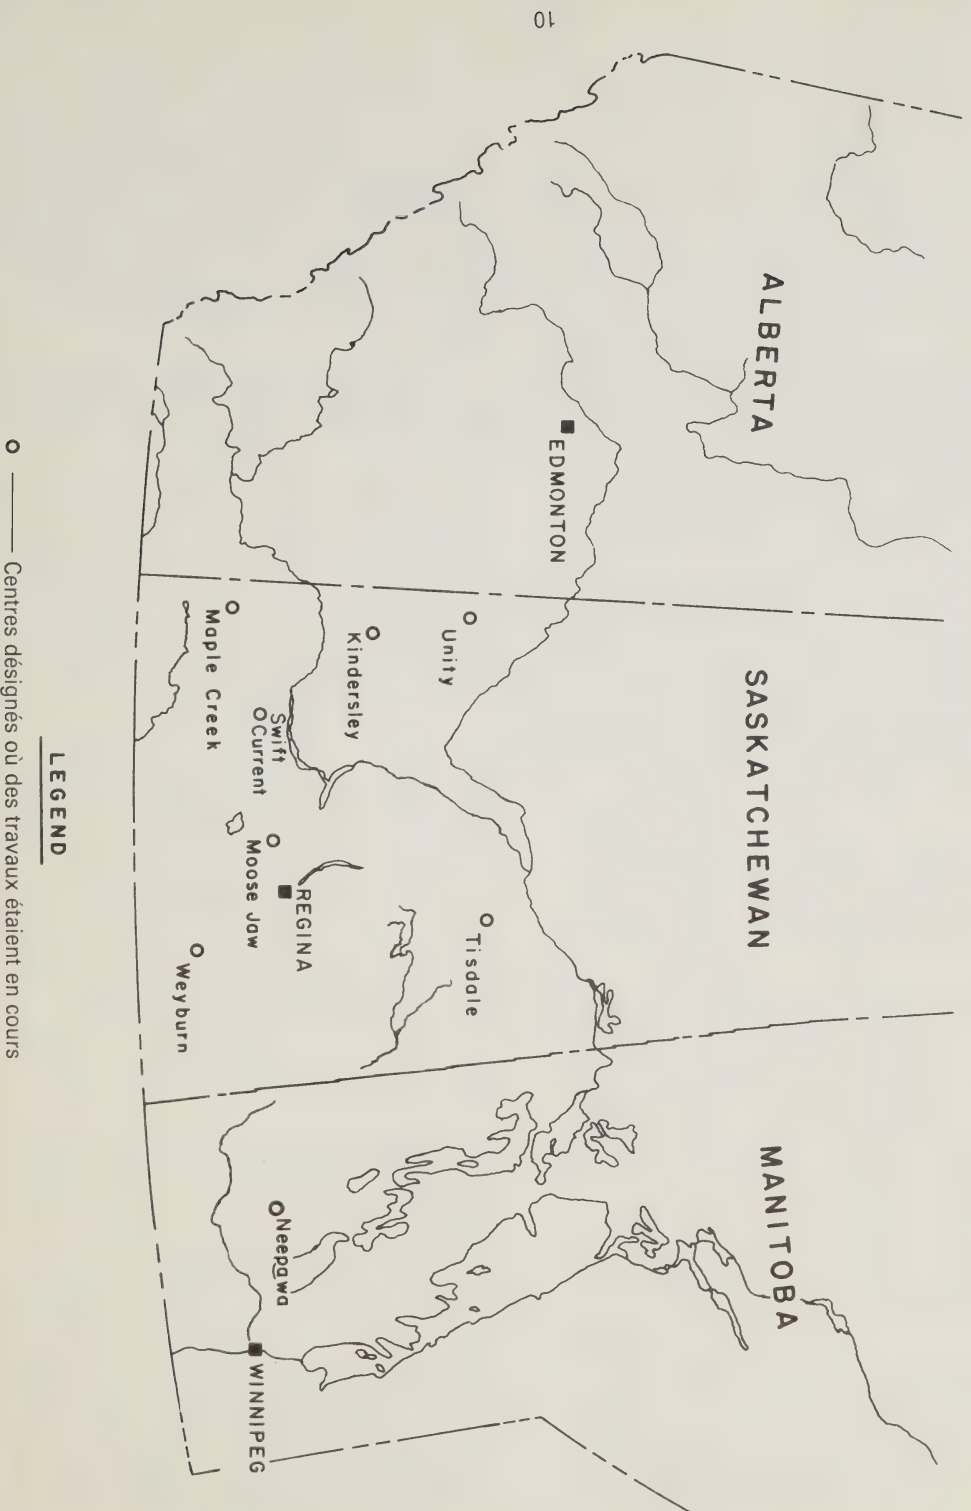 10
ALBERTA
SASKATCHEWAN
MANITOBA
EDMONTON
Unity
Kindersley
Tisdale
Maple Creek
Swift
Current
Moose Jaw
REGINA
Weyburn
Neepawa
WINNIPEG
LEGEND
Centres désignés où des travaux étaient en cours